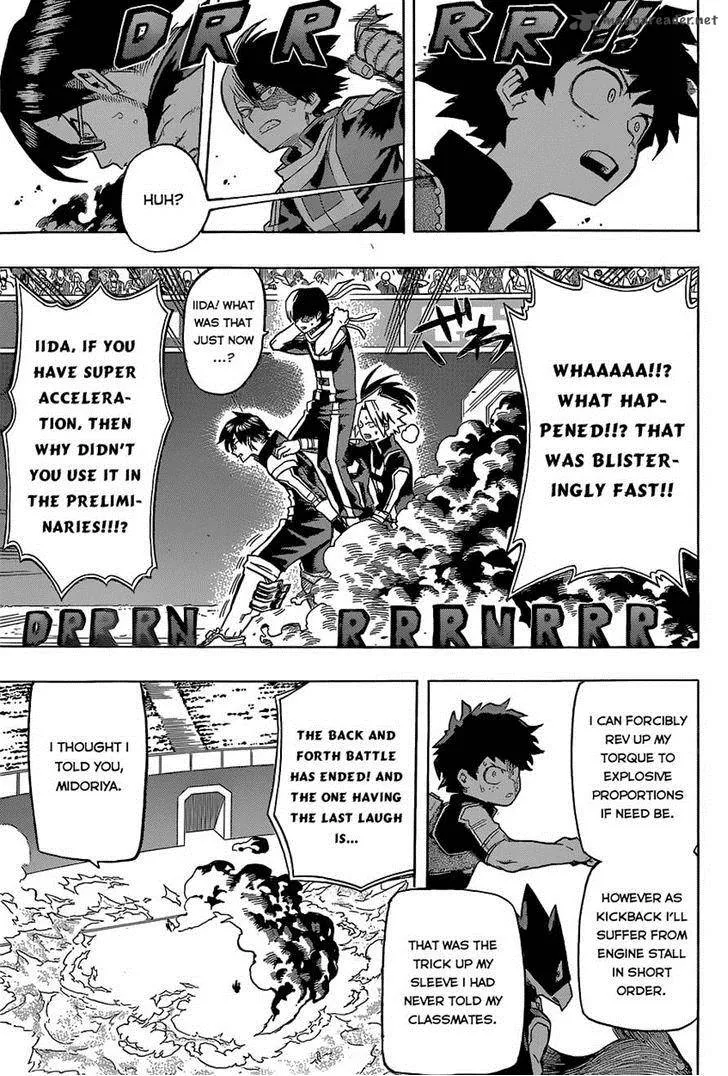 mangareader.net
DRRRR!!
HUH?
WHAAAAA!!?
WHAT HAP-
PENED!!? THAT
WAS BLISTER-
INGLY FAST!!
IIDA! WHAT
WAS THAT
JUST NOW
...?
IIDA, IF YOU
HAVE SUPER
ACCELERA-
TION, THEN
WHY DIDN'T
YOU USE IT IN
THE PRELIMI-
NARIES!!!?
DRRRN RRRNRRR
I CAN FORCIBLY
REV UP MY
TORQUE TO
EXPLOSIVE
PROPORTIONS
IF NEED BE.
HOWEVER AS
KICKBACK I'LL
SUFFER FROM
ENGINE STALL
IN SHORT
ORDER.
THAT WAS THE
TRICK UP MY
SLEEVE I HAD
NEVER TOLD MY
CLASSMATES.
THE BACK AND
FORTH BATTLE
HAS ENDED! AND
THE ONE HAVING
THE LAST LAUGH
IS...
I THOUGHT I
TOLD YOU,
MIDORIYA.